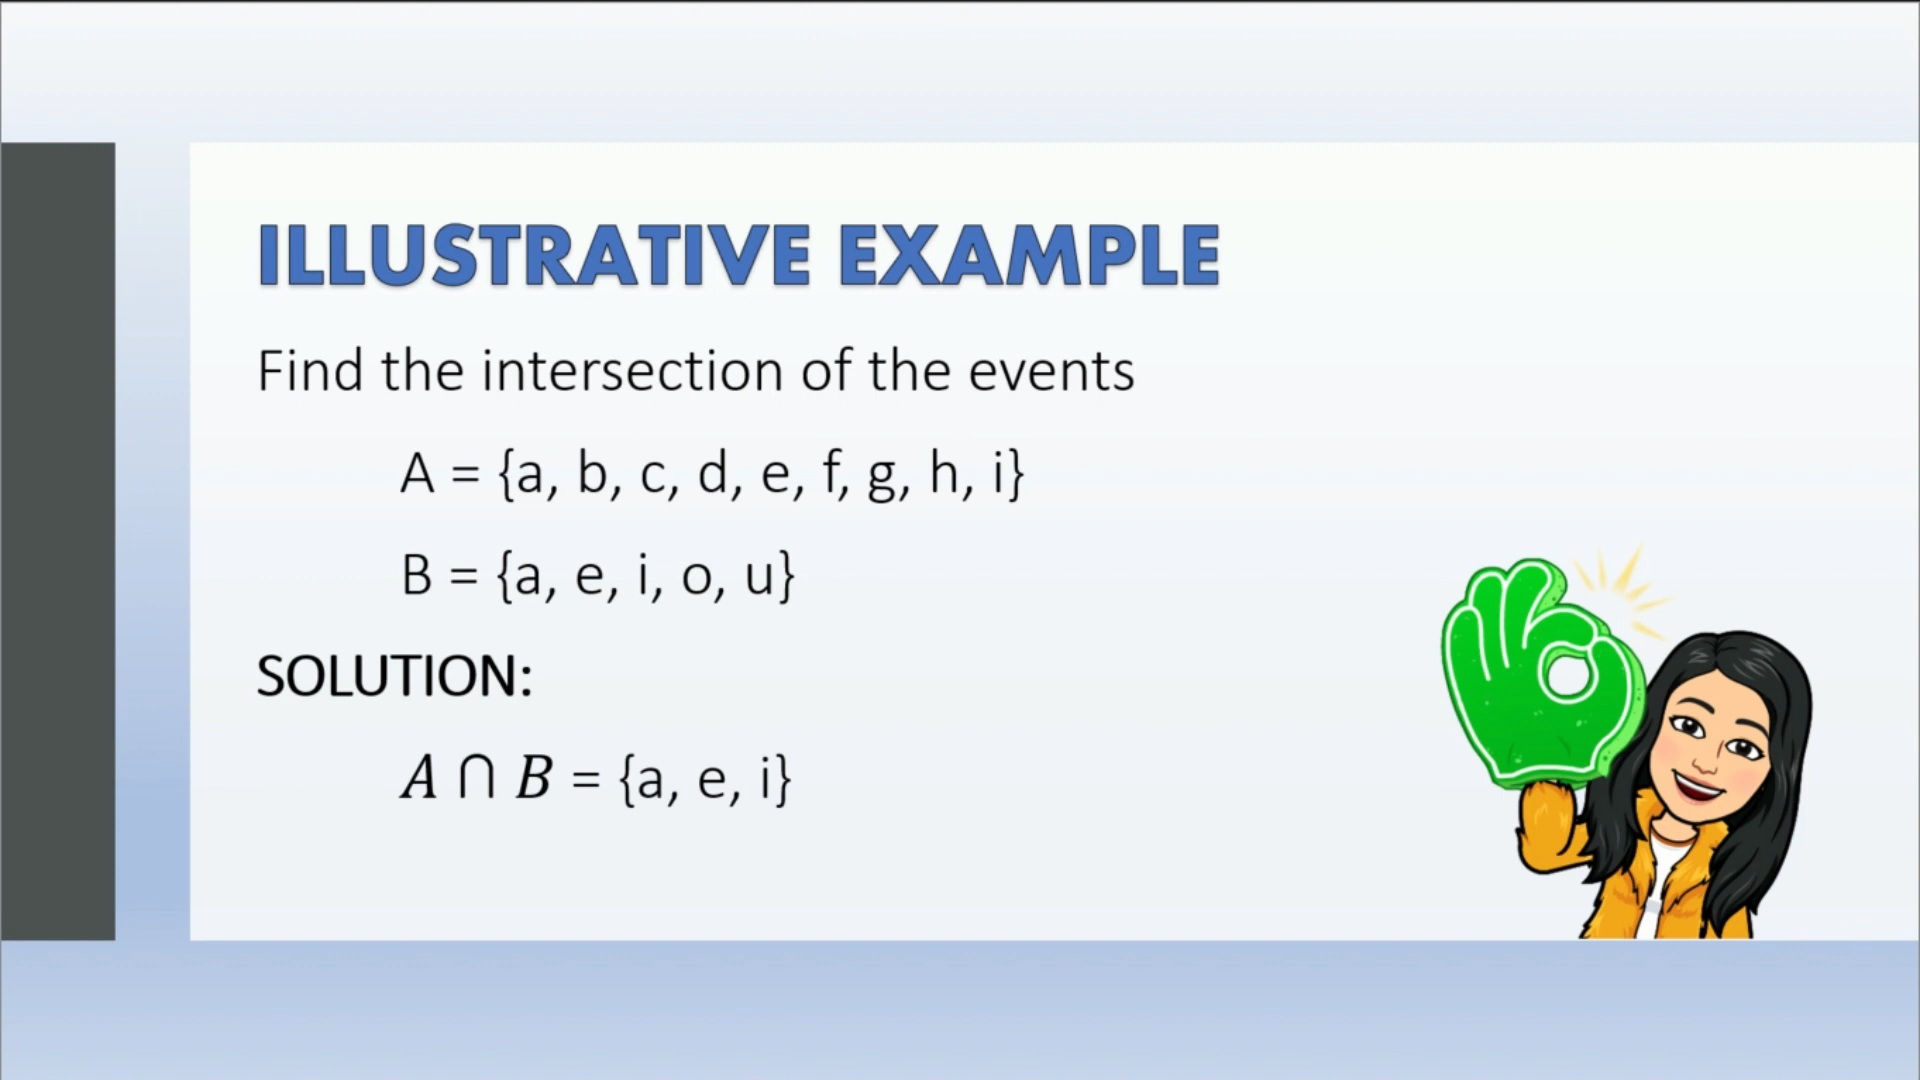 ILLUSTRATIVE EXAMPLE
Find the intersection of the events
A = {a, b, c, d, e, f, g, h, i}
B = {a, e, i, o, u}
SOLUTION:
A ∩ B = {a, e, i}